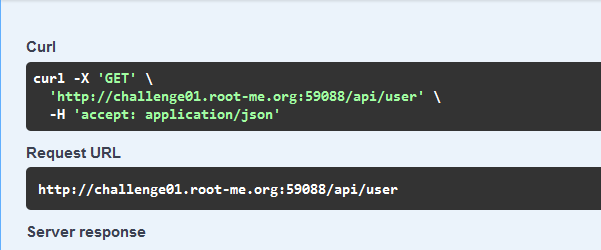 Curl
curl -X 'GET' \
'http://challenge01.root-me.org:59088/api/user' \
-H 'accept: application/json'
Request URL
http://challenge01.root-me.org:59088/api/user
Server response